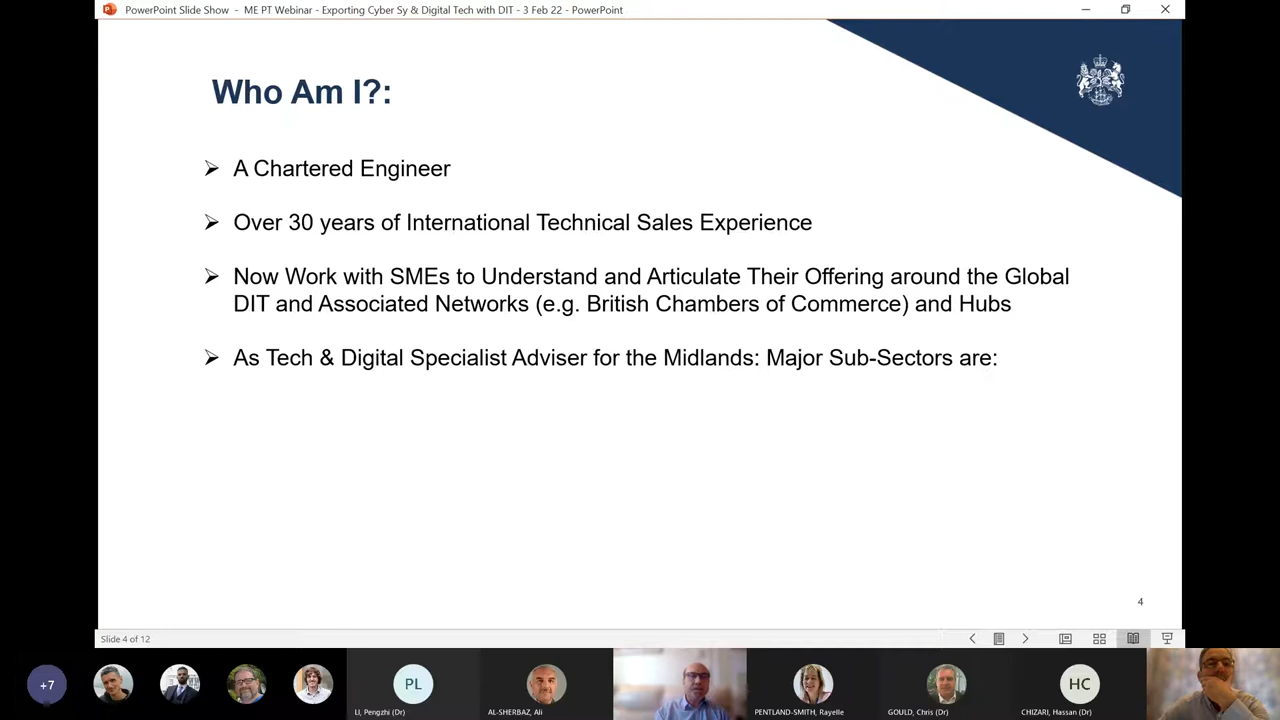 PowerPoint Slide Show - ME PT Webinar - Exporting Cyber Sy & Digital Tech with DIT - 3 Feb 22 - PowerPoint
Who Am I?:
A Chartered Engineer
Over 30 years of International Technical Sales Experience
Now Work with SMEs to Understand and Articulate Their Offering around the Global
DIT and Associated Networks (e.g. British Chambers of Commerce) and Hubs
As Tech & Digital Specialist Adviser for the Midlands: Major Sub-Sectors are:
4
Slide 4 of 12
+7
PL
HC
LI, Pengzhi (Dr)
AL-SHERBAZ, Ali
PENTLAND-SMITH, Rayelle
GOULD, Chris (Dr)
CHIZARI, Hassan (Dr)